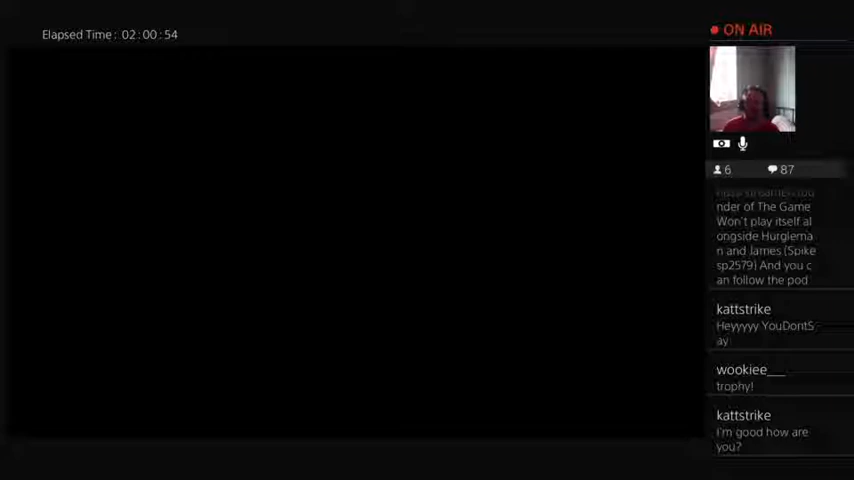 Elapsed Time: 02:00:54
ON AIR
6 87
nder of The Game
Won't play itself al
ongside Hurglema
n and James (Spike
sp2579) And you c
an follow the pod
kattstrike
Heyyyyy YouDontS
ay
wookiee___
trophy!
kattstrike
I'm good how are
you?